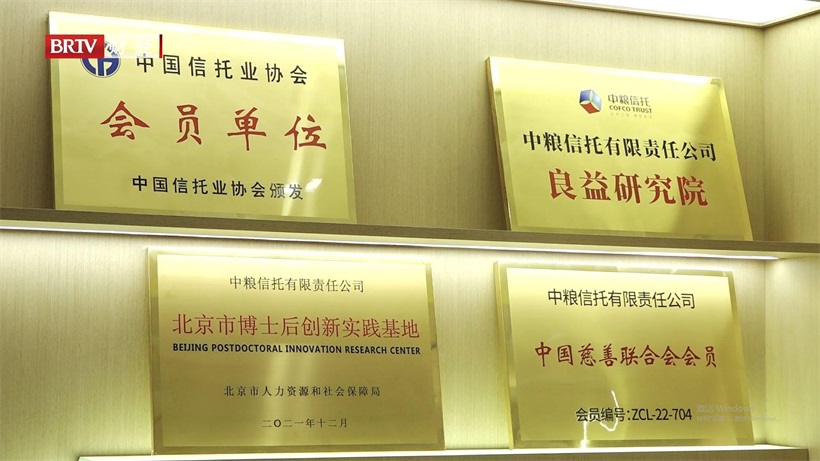 BRTV
中国信托业协会
会员单位
中国信托业协会颁发
中粮信托
COFCO TRUST
中粮信托有限责任公司
良益研究院
中粮信托有限责任公司
北京市博士后创新实践基地
BEIJING POSTDOCTORAL INNOVATION RESEARCH CENTER
北京市人力资源和社会保障局
二〇二一年十二月
中粮信托有限责任公司
中国慈善联合会会员
会员编号:ZCL-22-704
激活 Windows